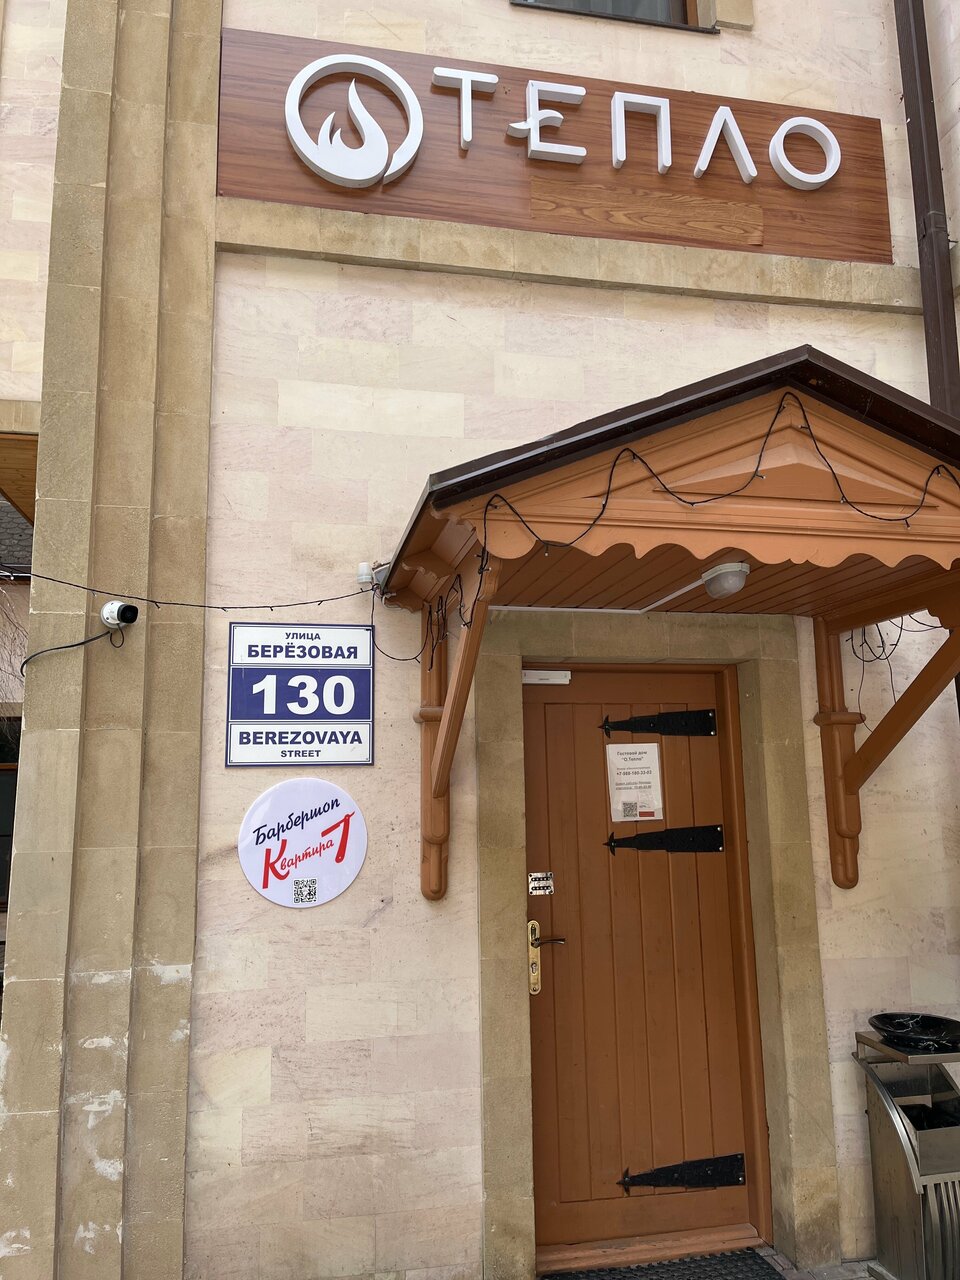 ТЕПЛО
УЛИЦА
БЕРЁЗОВАЯ
130
BEREZOVAYA
STREET
Барбершоп
Квартира 7
Гостевой дом
"О.Тепло"